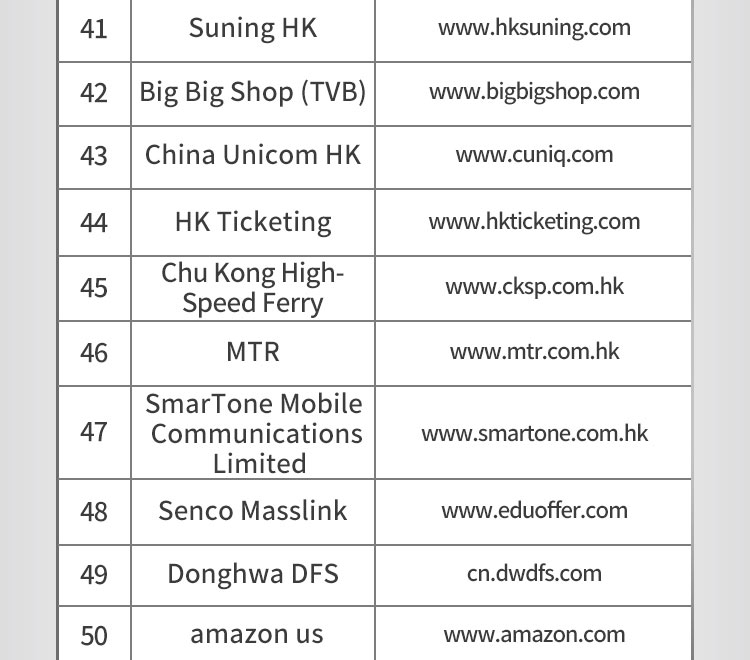 41 Suning HK www.hksuning.com
42 Big Big Shop (TVB) www.bigbigshop.com
43 China Unicom HK www.cuniq.com
44 HK Ticketing www.hkticketing.com
45 Chu Kong High-
Speed Ferry www.cksp.com.hk
46 MTR www.mtr.com.hk
47 SmarTone Mobile
Communications
Limited www.smartone.com.hk
48 Senco Masslink www.eduoffer.com
49 Donghwa DFS cn.dwdfs.com
50 amazon us www.amazon.com